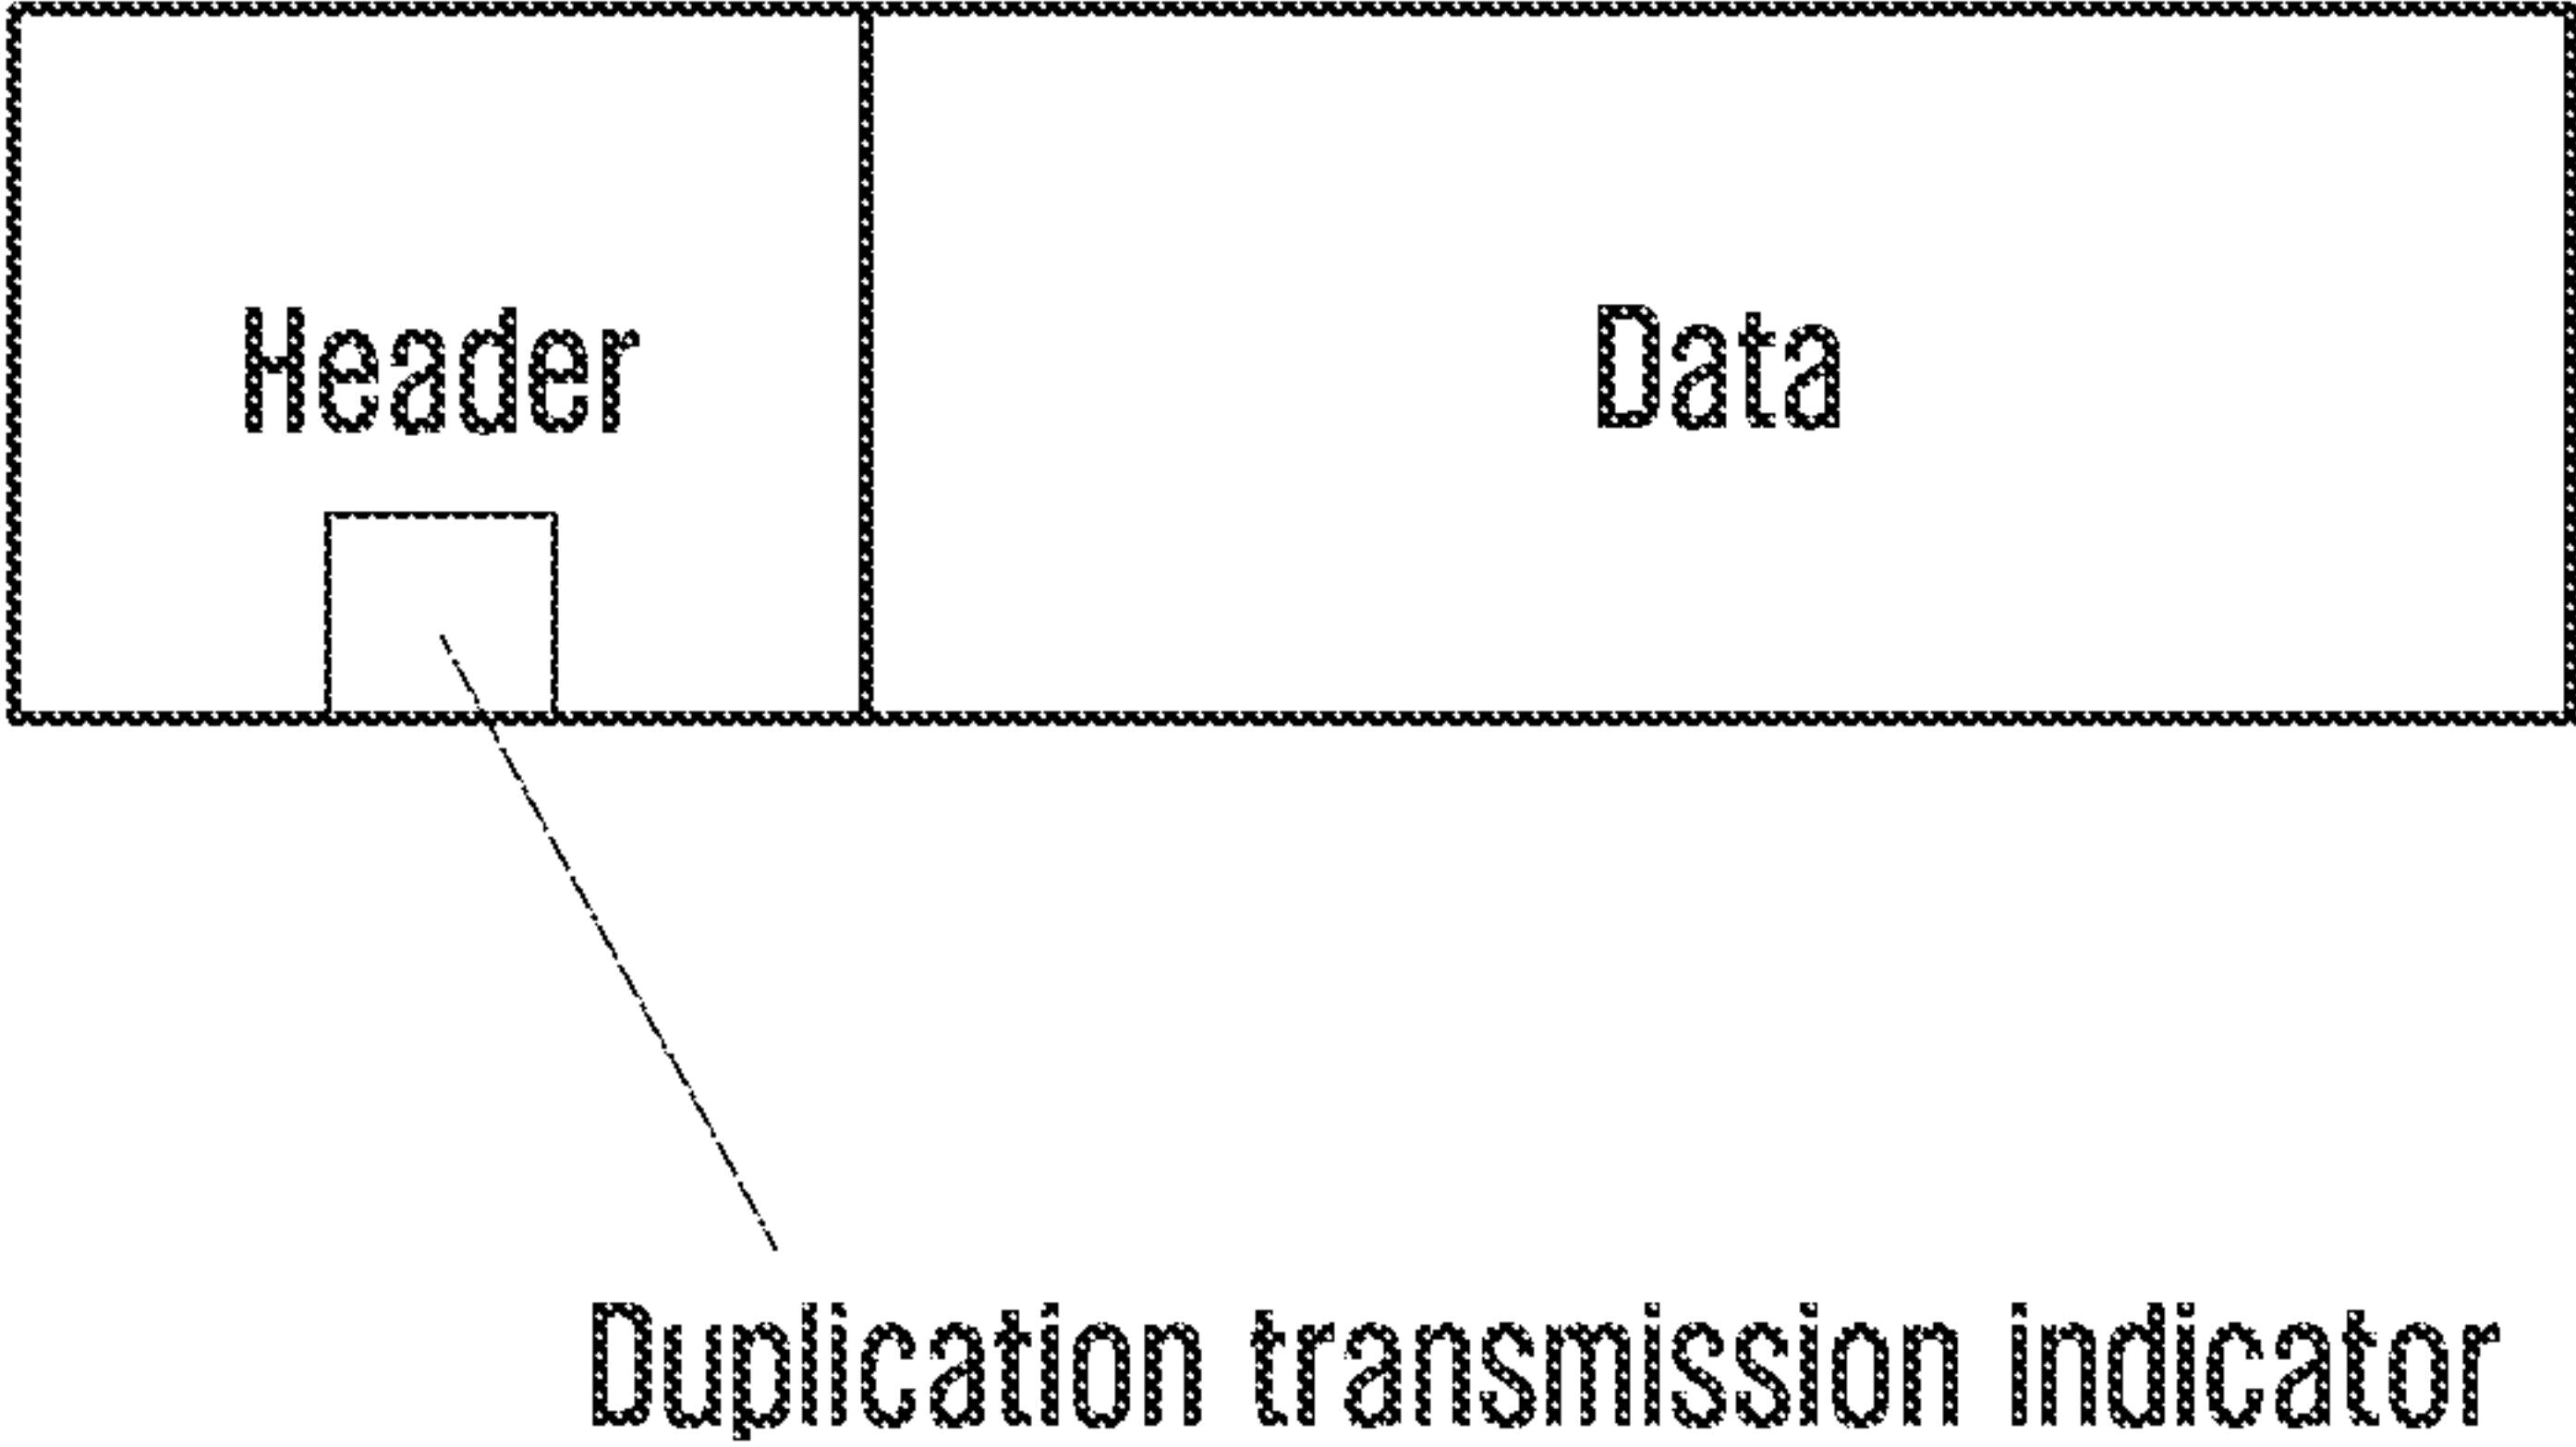 Header
Data
Duplication transmission indicator